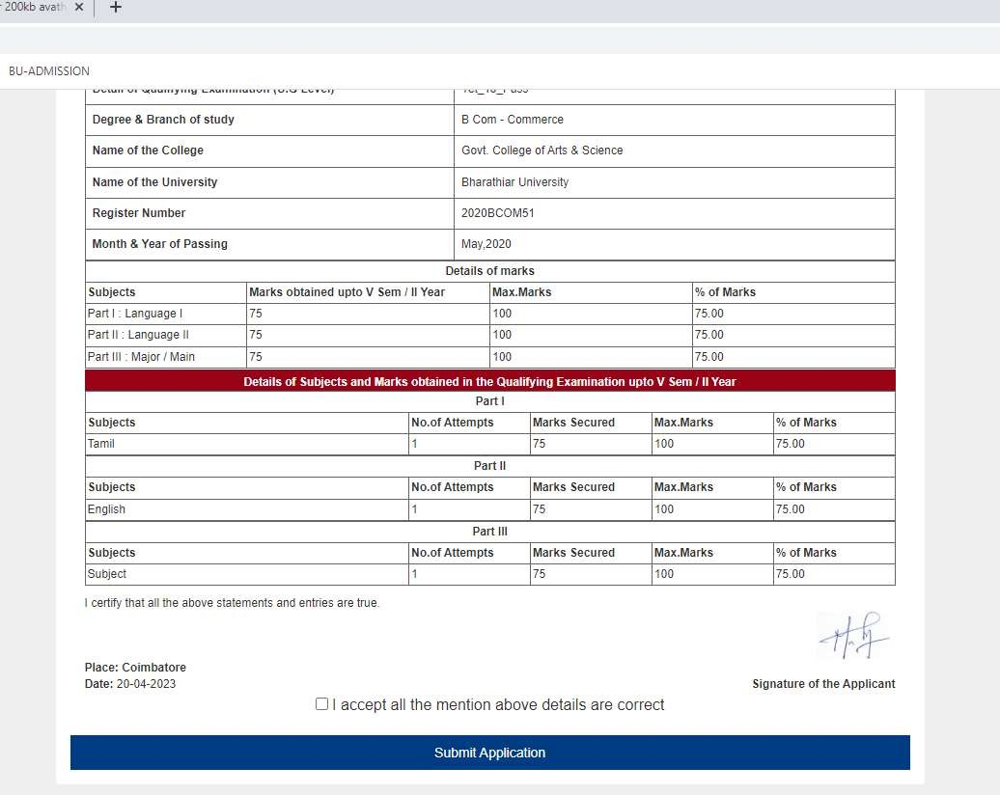 200kb avath
BU-ADMISSION
Detail of Qualifying Examination (U.G Level)
Degree & Branch of study B Com - Commerce
Name of the College Govt. College of Arts & Science
Name of the University Bharathiar University
Register Number 2020BCOM51
Month & Year of Passing May,2020
Details of marks
Subjects Marks obtained upto V Sem / II Year Max.Marks % of Marks
Part I : Language I 75 100 75.00
Part II : Language II 75 100 75.00
Part III : Major / Main 75 100 75.00
Details of Subjects and Marks obtained in the Qualifying Examination upto V Sem / II Year
Part I
Subjects No.of Attempts Marks Secured Max.Marks % of Marks
Tamil 1 75 100 75.00
Part II
Subjects No.of Attempts Marks Secured Max.Marks % of Marks
English 1 75 100 75.00
Part III
Subjects No.of Attempts Marks Secured Max.Marks % of Marks
Subject 1 75 100 75.00
I certify that all the above statements and entries are true.
Place: Coimbatore
Date: 20-04-2023
Signature of the Applicant
I accept all the mention above details are correct
Submit Application